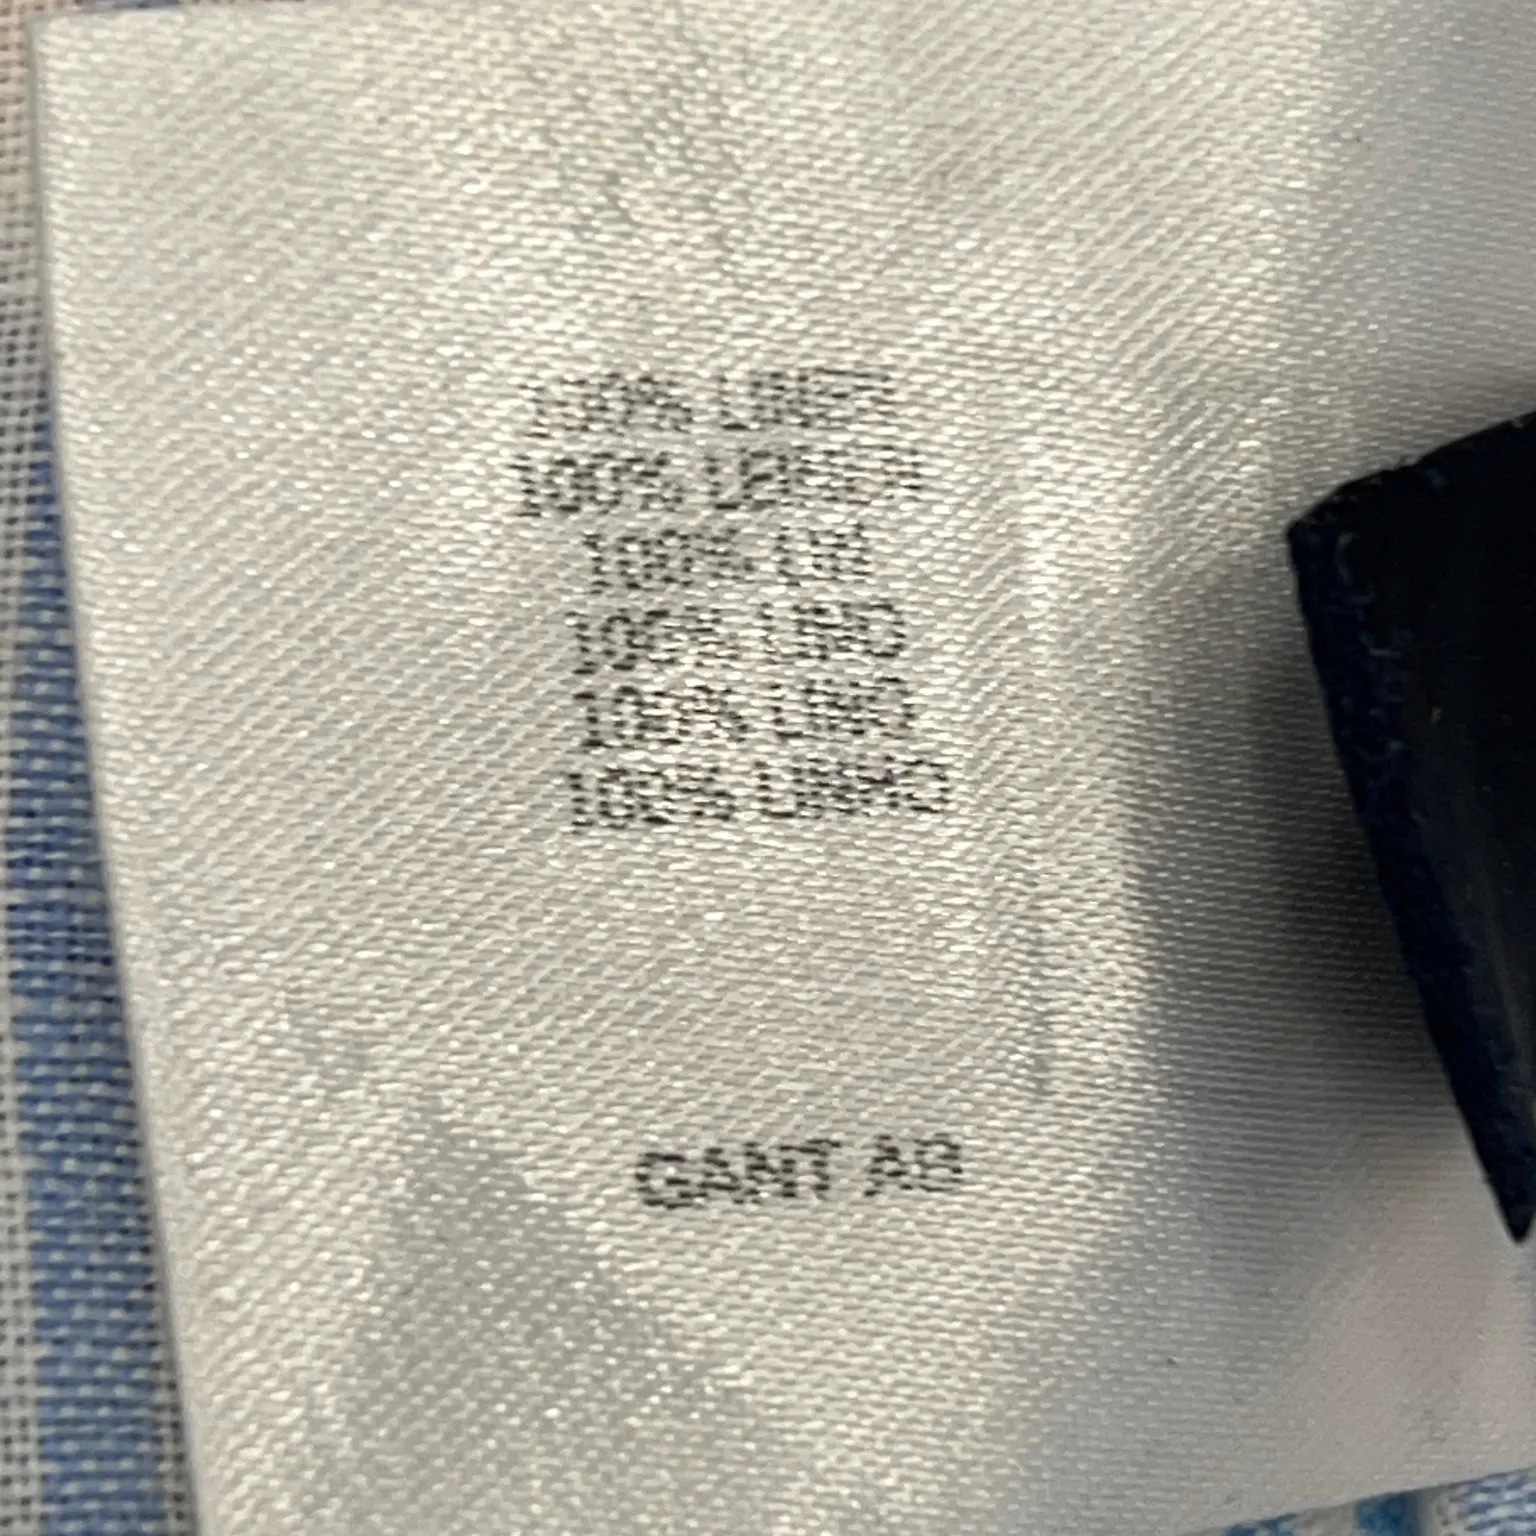 100% LINEN
100% LEINEN
100% LIN
100% LINO
100% LINO
100% LINHO
GANT AB